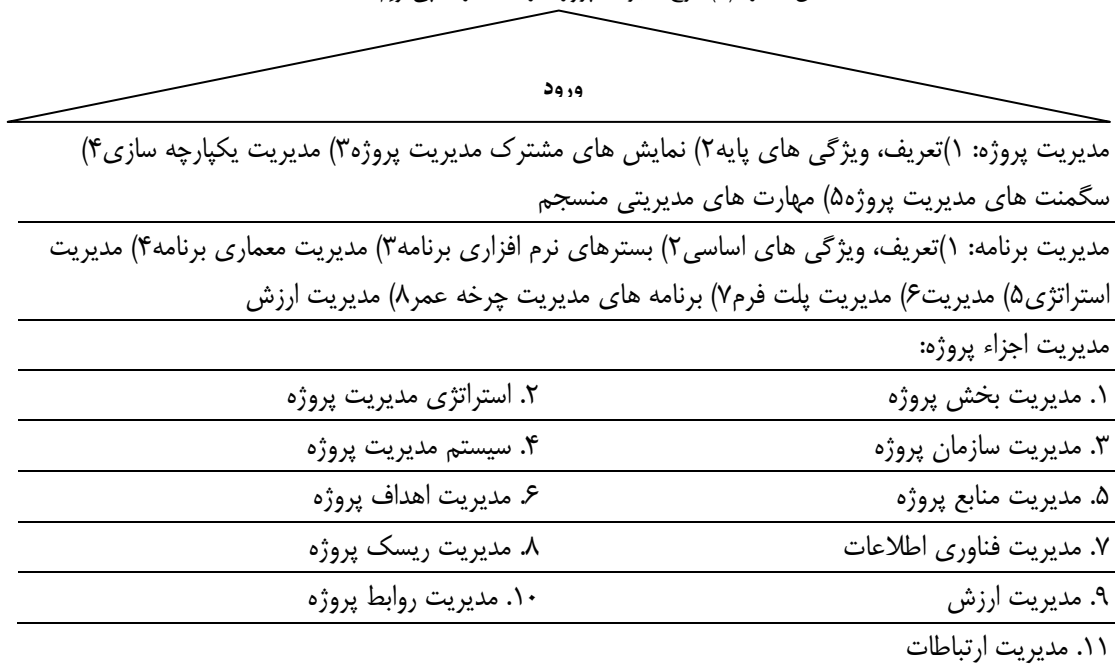 ورود
مدیریت پروژه: ۱)تعریف، ویژگی های پایه۲) نمایش های مشترک مدیریت پروژه۳) مدیریت یکپارچه سازی۴)
سگمنت های مدیریت پروژه۵) مهارت های مدیریتی منسجم
مدیریت برنامه: ۱)تعریف، ویژگی های اساسی۲) بسترهای نرم افزاری برنامه۳) مدیریت معماری برنامه۴) مدیریت
استراتژی۵) مدیریت۶) مدیریت پلت فرم۷) برنامه های مدیریت چرخه عمر۸) مدیریت ارزش
مدیریت اجزاء پروژه:
۱. مدیریت بخش پروژه ۲. استراتژی مدیریت پروژه
۳. مدیریت سازمان پروژه ۴. سیستم مدیریت پروژه
۵. مدیریت منابع پروژه ۶. مدیریت اهداف پروژه
۷. مدیریت فناوری اطلاعات ۸. مدیریت ریسک پروژه
۹. مدیریت ارزش ۱۰. مدیریت روابط پروژه
۱۱. مدیریت ارتباطات